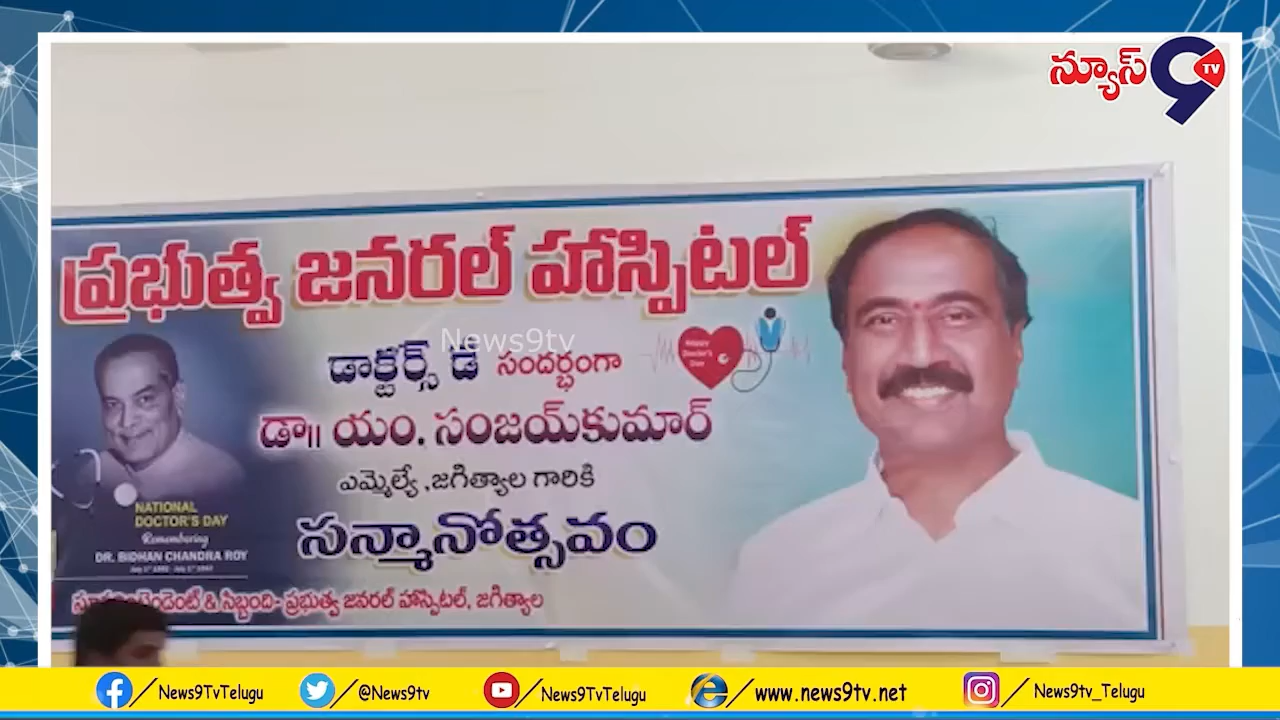 న్యూస్ 9 TV
ప్రభుత్వ జనరల్ హాస్పిటల్
News9tv
డాక్టర్స్ డే సందర్భంగా
Happy Doctor's Day
డా॥ యం. సంజయ్‌కుమార్
ఎమ్మెల్యే, జగిత్యాల గారికి
సన్మానోత్సవం
NATIONAL
DOCTOR'S DAY
Remembering
DR. BIDHAN CHANDRA ROY
& సిబ్బంది- ప్రభుత్వ జనరల్ హాస్పిటల్, జగిత్యాల
News9TvTelugu
@News9tv
News9TvTelugu
www.news9tv.net
News9tv_Telugu